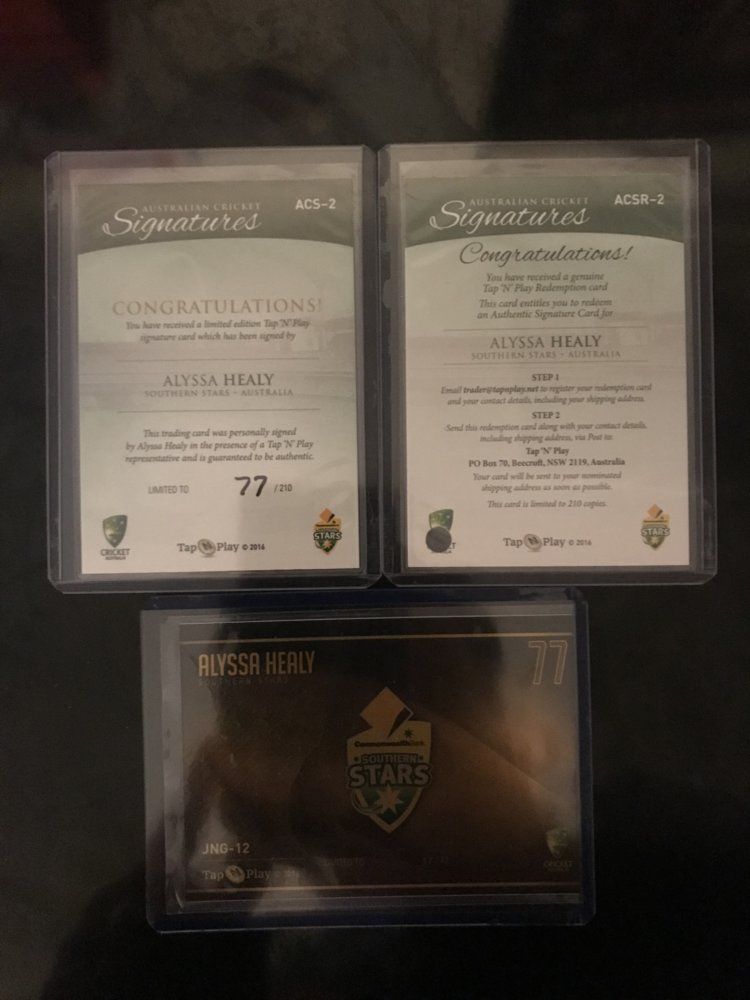 AUSTRALIAN CRICKET
Signatures
ACS-2
CONGRATULATIONS!
You have received a limited edition Tap 'N' Play
signature card which has been signed by
ALYSSA HEALY
SOUTHERN STARS - AUSTRALIA
This trading card was personally signed
by Alyssa Healy in the presence of a Tap 'N' Play
representative and is guaranteed to be authentic.
LIMITED TO 77 /210
CRICKET
AUSTRALIA
Tap N Play © 2016
SOUTHERN
STARS
AUSTRALIAN CRICKET
Signatures
ACSR-2
Congratulations!
You have received a genuine
Tap 'N' Play Redemption card
This card entitles you to redeem
an Authentic Signature Card for
ALYSSA HEALY
SOUTHERN STARS - AUSTRALIA
STEP 1
Email trader@tapnplay.net to register your redemption card
and your contact details, including your shipping address.
STEP 2
Send this redemption card along with your contact details,
including shipping address, via Post to:
Tap 'N' Play
PO Box 70, Beecroft, NSW 2119, Australia
Your card will be sent to your nominated
shipping address as soon as possible.
This card is limited to 210 copies.
Tap N Play © 2016
STARS
ALYSSA HEALY
SOUTHERN STARS
77
CommonwealthBank
SOUTHERN
STARS
JNG-12
Tap N Play © 2016
LIMITED TO
CRICKET